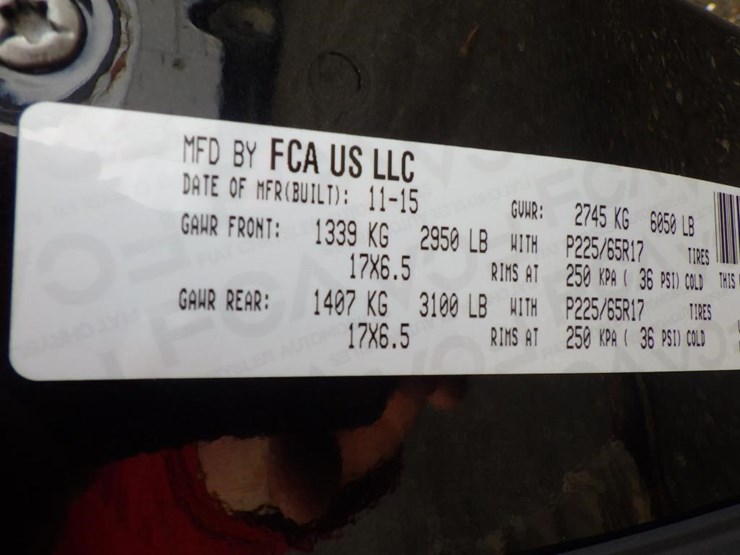 MFD BY FCA US LLC
DATE OF MFR(BUILT): 11-15
GVWR: 2745 KG 6050 LB
GAWR FRONT: 1339 KG 2950 LB WITH P225/65R17 TIRES
17X6.5 RIMS AT 250 KPA ( 36 PSI) COLD
THIS
GAWR REAR: 1407 KG 3100 LB WITH P225/65R17 TIRES
17X6.5 RIMS AT 250 KPA ( 36 PSI) COLD